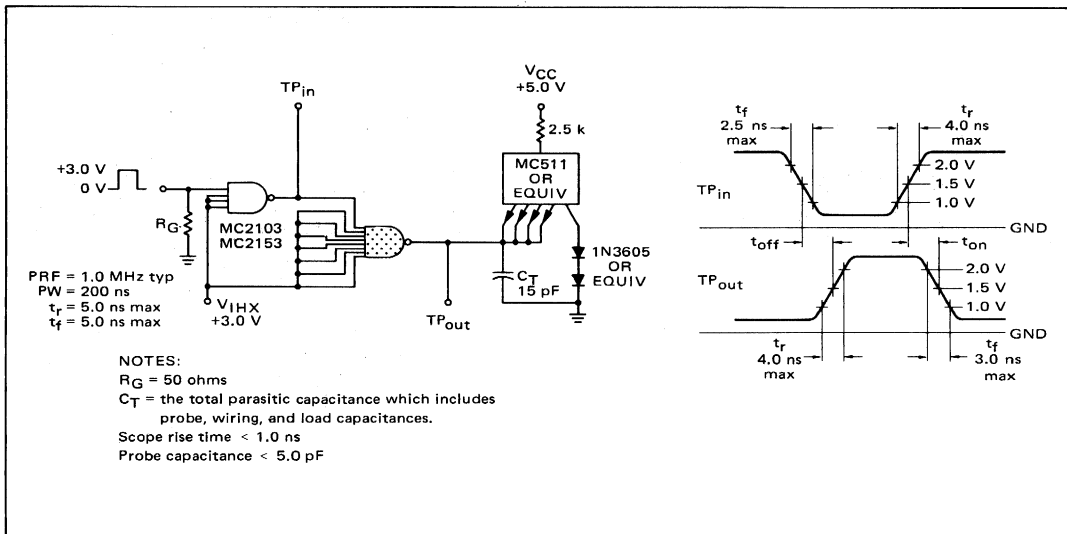 TPin
VCC
+5.0 V
2.5 k
MC511
OR
EQUIV
+3.0 V
0 V
RG
MC2103
MC2153
1N3605
OR
EQUIV
CT
15 pF
PRF = 1.0 MHz typ
PW = 200 ns
tr = 5.0 ns max
tf = 5.0 ns max
VIHX
+3.0 V
TPout
NOTES:
RG = 50 ohms
CT = the total parasitic capacitance which includes
probe, wiring, and load capacitances.
Scope rise time < 1.0 ns
Probe capacitance < 5.0 pF
tf
2.5 ns
max
tr
4.0 ns
max
2.0 V
1.5 V
1.0 V
TPin
GND
toff
ton
TPout
2.0 V
1.5 V
1.0 V
GND
tr
4.0 ns
max
tf
3.0 ns
max